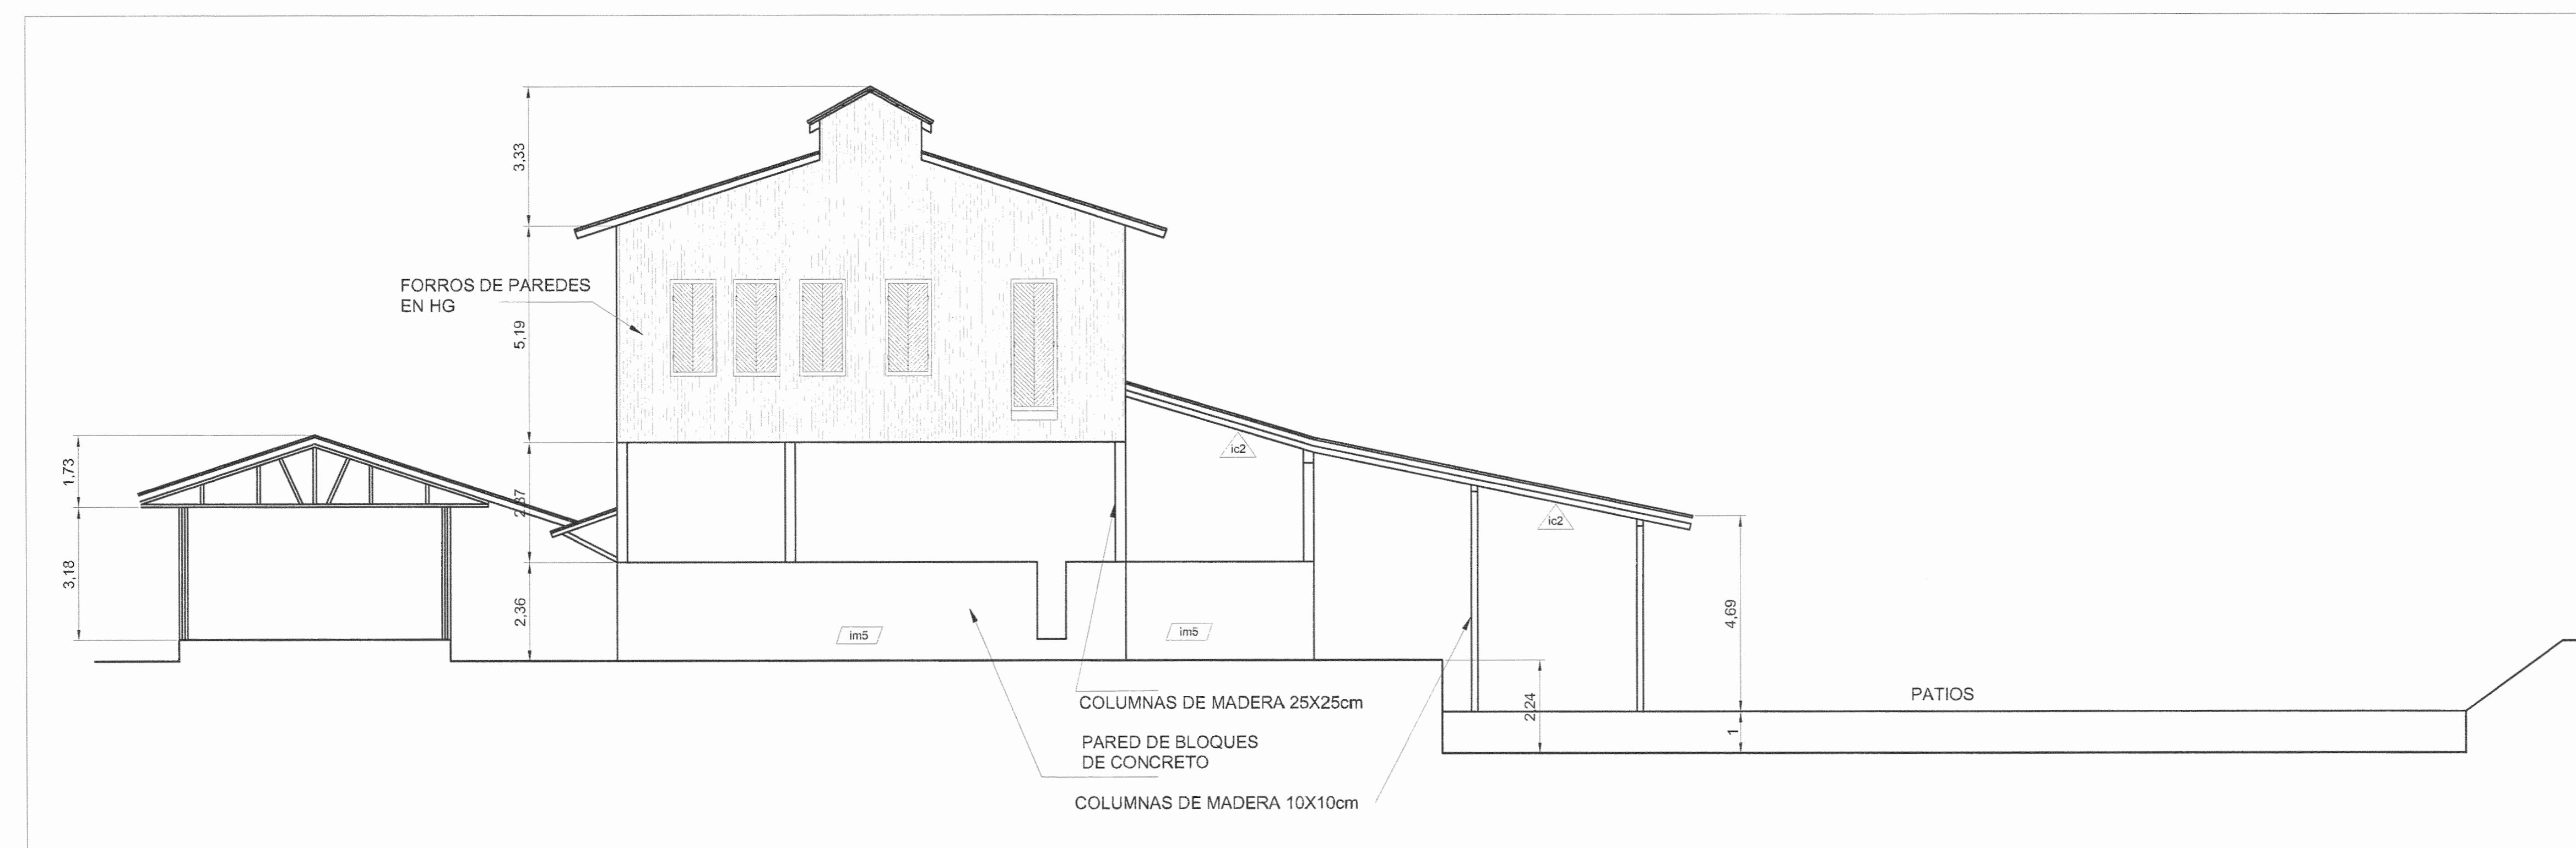 3,33
FORROS DE PAREDES
EN HG
5,19
1,73
ic2
2,87
ic2
3,18
2,36
4,69
im5
im5
COLUMNAS DE MADERA 25X25cm
2,24
PATIOS
1
PARED DE BLOQUES
DE CONCRETO
COLUMNAS DE MADERA 10X10cm